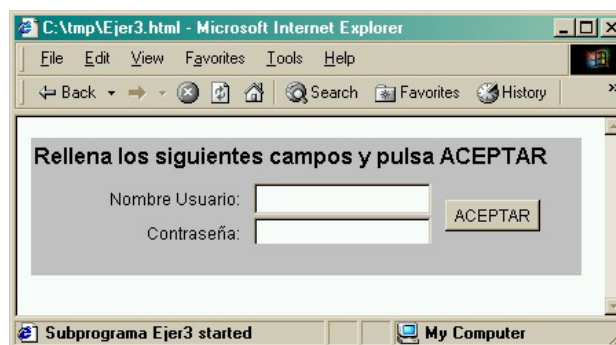 C:\tmp\Ejer3.html - Microsoft Internet Explorer
File Edit View Favorites Tools Help
Back Search Favorites History »
Rellena los siguientes campos y pulsa ACEPTAR
Nombre Usuario:
ACEPTAR
Contraseña:
Subprograma Ejer3 started My Computer